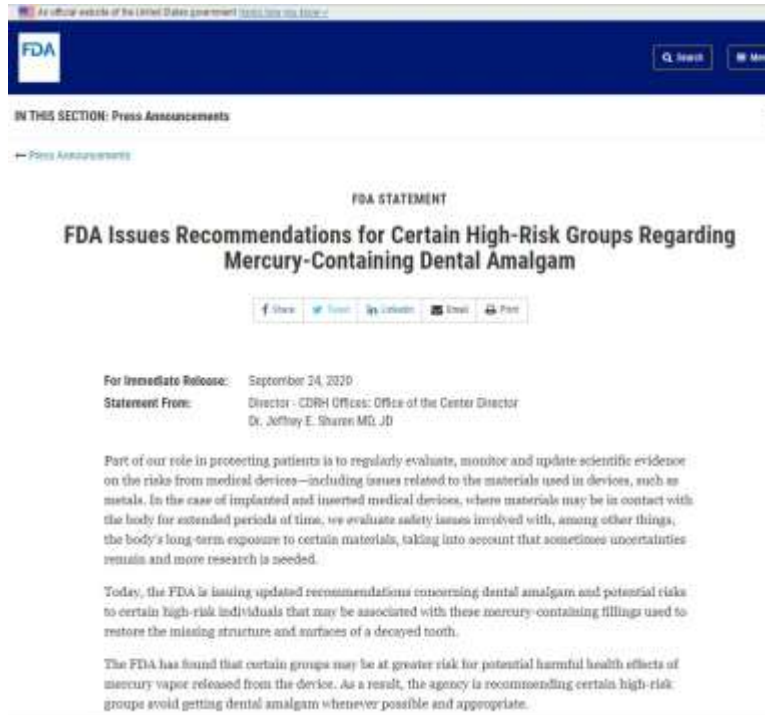 An official website of the United States government Here's how you know
FDA
Search
IN THIS SECTION: Press Announcements
← Press Announcements
FDA STATEMENT
FDA Issues Recommendations for Certain High-Risk Groups Regarding
Mercury-Containing Dental Amalgam
Share Tweet Linkedin Email Print
For Immediate Release: September 24, 2020
Statement From: Director - CDRH Offices: Office of the Center Director
Dr. Jeffrey E. Shuren MD, JD
Part of our role in protecting patients is to regularly evaluate, monitor and update scientific evidence
on the risks from medical devices—including issues related to the materials used in devices, such as
metals. In the case of implanted and inserted medical devices, where materials may be in contact with
the body for extended periods of time, we evaluate safety issues involved with, among other things,
the body's long-term exposure to certain materials, taking into account that sometimes uncertainties
remain and more research is needed.
Today, the FDA is issuing updated recommendations concerning dental amalgam and potential risks
to certain high-risk individuals that may be associated with these mercury-containing fillings used to
restore the missing structure and surfaces of a decayed tooth.
The FDA has found that certain groups may be at greater risk for potential harmful health effects of
mercury vapor released from the device. As a result, the agency is recommending certain high-risk
groups avoid getting dental amalgam whenever possible and appropriate.